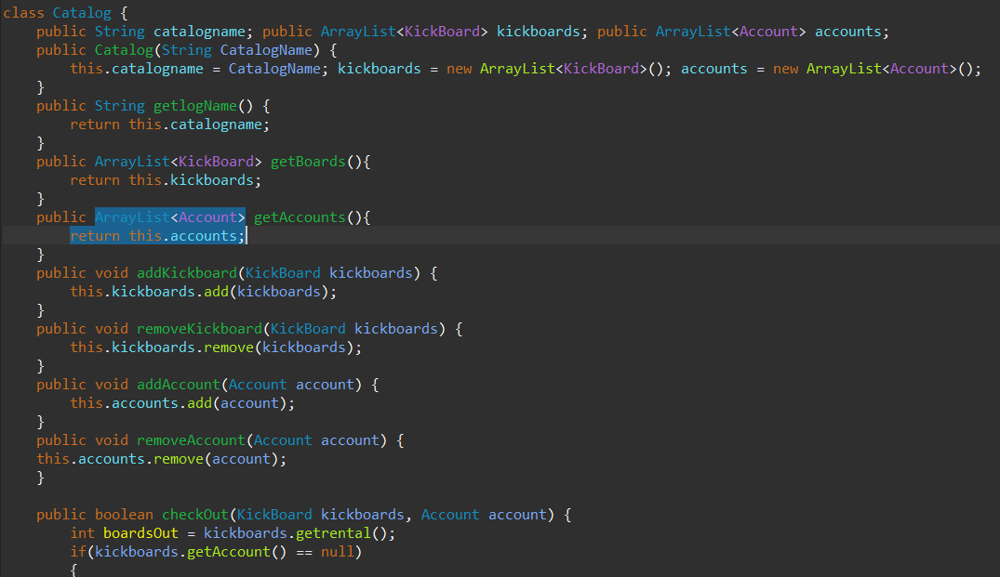 class Catalog {
public String catalogname; public ArrayList<KickBoard> kickboards; public ArrayList<Account> accounts;
public Catalog(String CatalogName) {
this.catalogname = CatalogName; kickboards = new ArrayList<KickBoard>(); accounts = new ArrayList<Account>();
}
public String getlogName() {
return this.catalogname;
}
public ArrayList<KickBoard> getBoards(){
return this.kickboards;
}
public ArrayList<Account> getAccounts(){
return this.accounts;
}
public void addKickboard(KickBoard kickboards) {
this.kickboards.add(kickboards);
}
public void removeKickboard(KickBoard kickboards) {
this.kickboards.remove(kickboards);
}
public void addAccount(Account account) {
this.accounts.add(account);
}
public void removeAccount(Account account) {
this.accounts.remove(account);
}
public boolean checkOut(KickBoard kickboards, Account account) {
int boardsOut = kickboards.getrental();
if(kickboards.getAccount() == null)
{